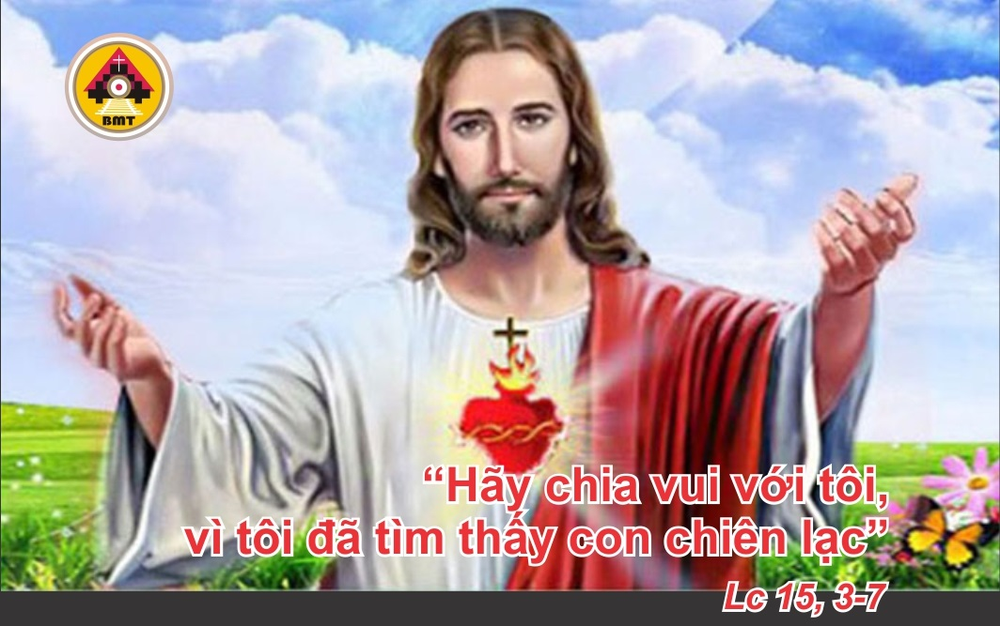 BMT
“Hãy chia vui với tôi,
vì tôi đã tìm thấy con chiên lạc”
Lc 15, 3-7